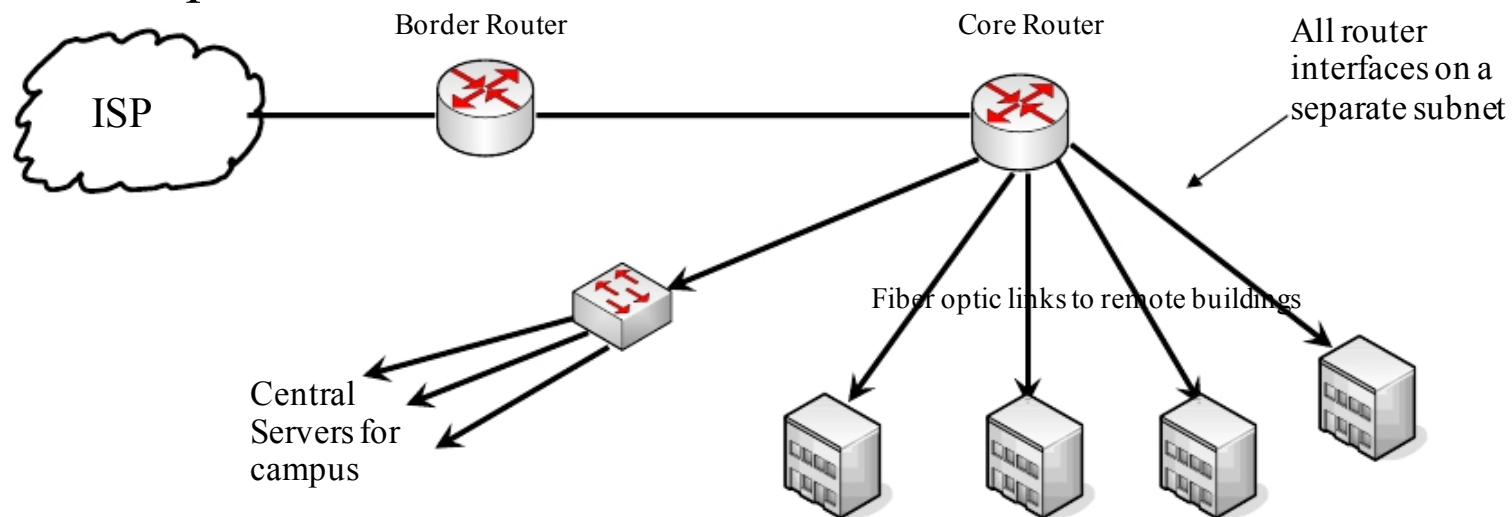 Border Router
Core Router
All router
interfaces on a
separate subnet
ISP
Fiber optic links to remote buildings
Central
Servers for
campus